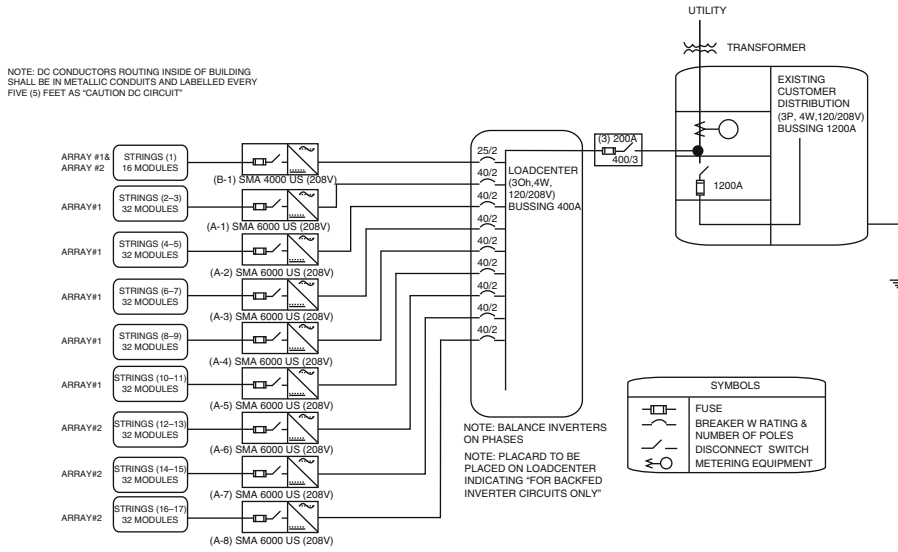 UTILITY
TRANSFORMER
NOTE: DC CONDUCTORS ROUTING INSIDE OF BUILDING
SHALL BE IN METALLIC CONDUITS AND LABELLED EVERY
FIVE (5) FEET AS “CAUTION DC CIRCUIT”
EXISTING
CUSTOMER
DISTRIBUTION
(3P, 4W,120/208V)
BUSSING 1200A
1200A
(3) 200A
400/3
LOADCENTER
(3Oh,4W,
120/208V)
BUSSING 400A
25/2
40/2
40/2
40/2
40/2
40/2
40/2
40/2
40/2
ARRAY #1&
ARRAY #2
STRINGS (1)
16 MODULES
(B-1) SMA 4000 US (208V)
ARRAY#1
STRINGS (2–3)
32 MODULES
(A-1) SMA 6000 US (208V)
ARRAY#1
STRINGS (4–5)
32 MODULES
(A-2) SMA 6000 US (208V)
ARRAY#1
STRINGS (6–7)
32 MODULES
(A-3) SMA 6000 US (208V)
ARRAY#1
STRINGS (8–9)
32 MODULES
(A-4) SMA 6000 US (208V)
ARRAY#1
STRINGS (10–11)
32 MODULES
(A-5) SMA 6000 US (208V)
ARRAY#2
STRINGS (12–13)
32 MODULES
(A-6) SMA 6000 US (208V)
ARRAY#2
STRINGS (14–15)
32 MODULES
(A-7) SMA 6000 US (208V)
ARRAY#2
STRINGS (16–17)
32 MODULES
(A-8) SMA 6000 US (208V)
NOTE: BALANCE INVERTERS
ON PHASES
NOTE: PLACARD TO BE
PLACED ON LOADCENTER
INDICATING “FOR BACKFED
INVERTER CIRCUITS ONLY”
SYMBOLS
FUSE
BREAKER W RATING &
NUMBER OF POLES
DISCONNECT SWITCH
METERING EQUIPMENT